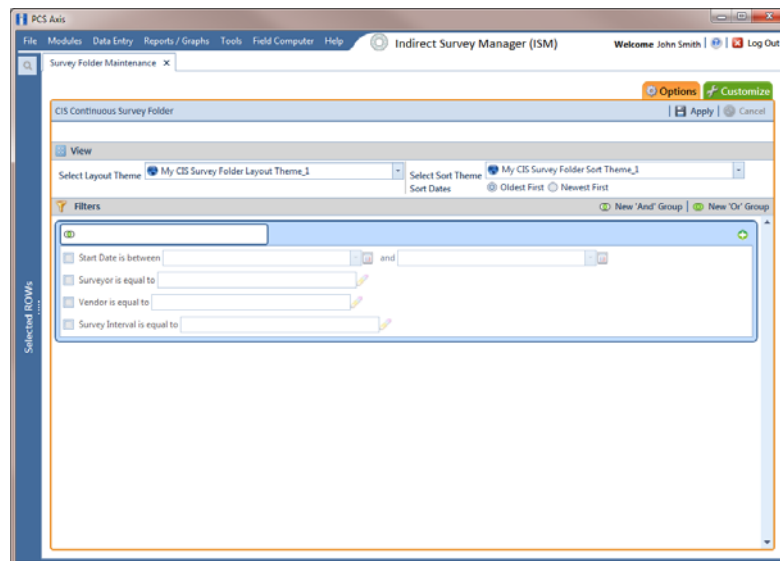 PCS Axis
File Modules Data Entry Reports / Graphs Tools Field Computer Help Indirect Survey Manager (ISM) Welcome John Smith Log Out
Survey Folder Maintenance X
Options Customize
CIS Continuous Survey Folder Apply Cancel
View
Select Layout Theme My CIS Survey Folder Layout Theme_1 Select Sort Theme My CIS Survey Folder Sort Theme_1
Sort Dates Oldest First Newest First
Filters New 'And' Group New 'Or' Group
Start Date is between and
Surveyor is equal to
Vendor is equal to
Survey Interval is equal to
Selected ROWs